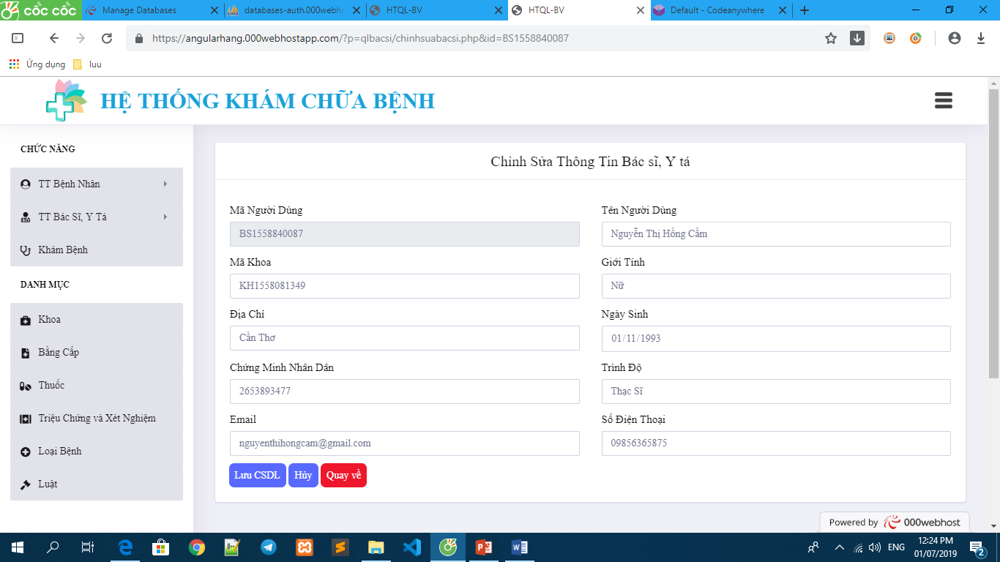 cốc cốc
Manage Databases
databases-auth.000webho
HTQL-BV
HTQL-BV
Default - Codeanywhere
https://angularhang.000webhostapp.com/?p=qlbacsi/chinhsuabacsi.php&id=BS1558840087
Ứng dụng
luu
HỆ THỐNG KHÁM CHỮA BỆNH
CHỨC NĂNG
TT Bệnh Nhân
TT Bác Sĩ, Y Tá
Khám Bệnh
DANH MỤC
Khoa
Bằng Cấp
Thuốc
Triệu Chứng và Xét Nghiệm
Loại Bệnh
Luật
Chỉnh Sửa Thông Tin Bác sĩ, Y tá
Mã Người Dùng
BS1558840087
Tên Người Dùng
Nguyễn Thị Hồng Cẩm
Mã Khoa
KH1558081349
Giới Tính
Nữ
Địa Chỉ
Cần Thơ
Ngày Sinh
01/11/1993
Chứng Minh Nhân Dân
2653893477
Trình Độ
Thạc Sĩ
Email
nguyenthihongcam@gmail.com
Số Điện Thoại
09856365875
Lưu CSDL
Hủy
Quay về
Powered by 000webhost
ENG
12:24 PM
01/07/2019
2